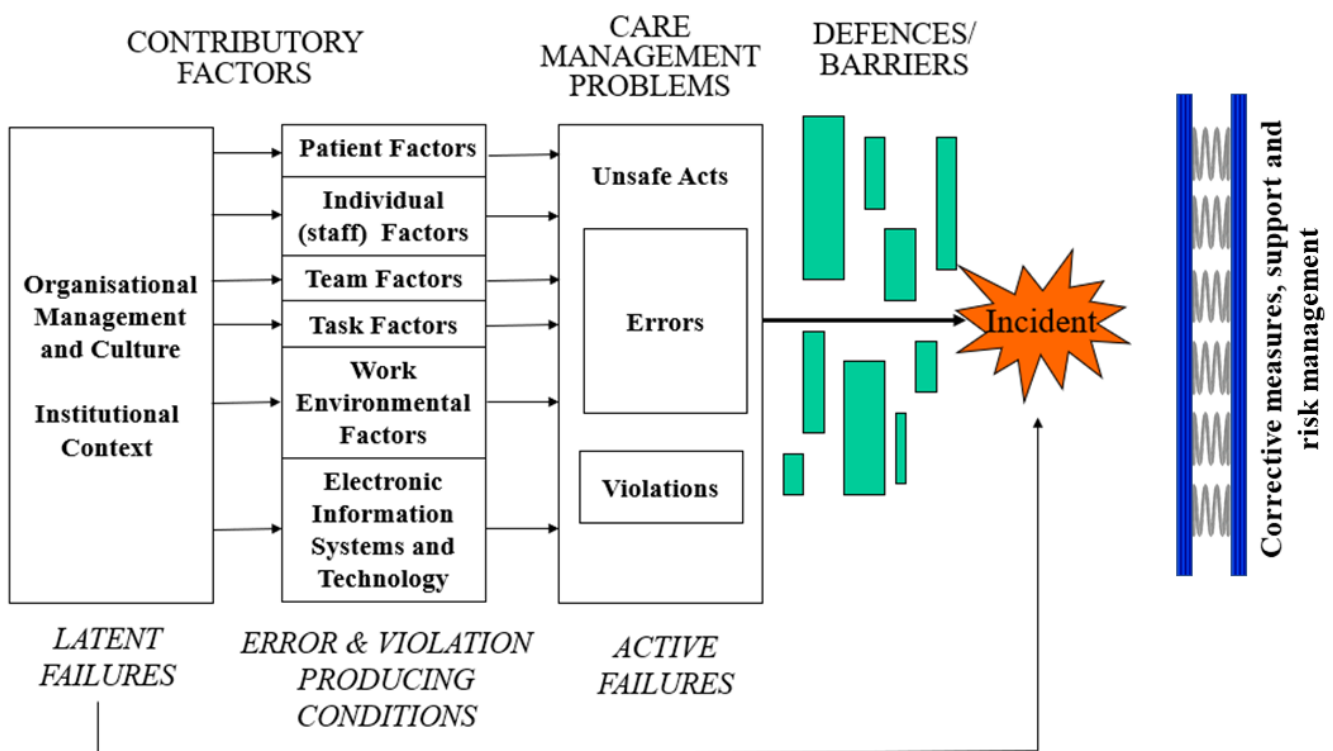 CONTRIBUTORY
FACTORS
CARE
MANAGEMENT
PROBLEMS
DEFENCES/
BARRIERS
Organisational
Management
and Culture
Institutional
Context
Patient Factors
Individual
(staff) Factors
Team Factors
Task Factors
Work
Environmental
Factors
Electronic
Information
Systems and
Technology
Unsafe Acts
Errors
Violations
Incident
Corrective measures, support and
risk management
LATENT
FAILURES
ERROR & VIOLATION
PRODUCING
CONDITIONS
ACTIVE
FAILURES